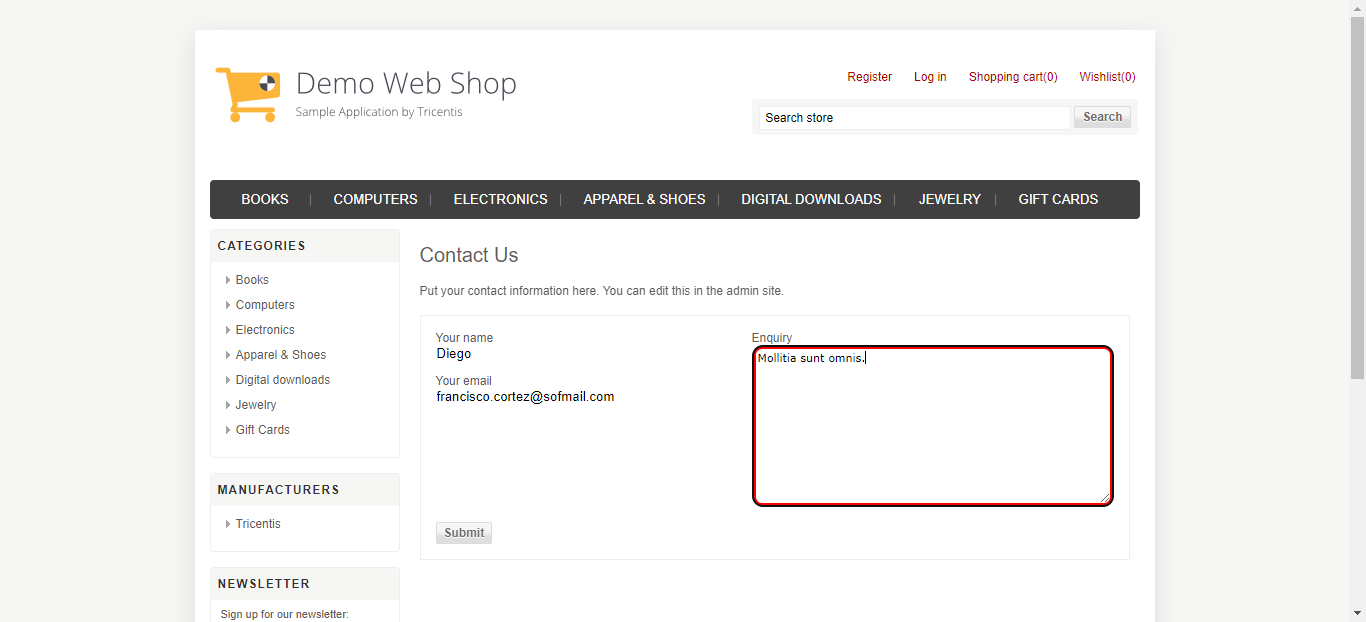 Demo Web Shop
Sample Application by Tricentis
Register Log in Shopping cart(0) Wishlist(0)
Search store Search
BOOKS COMPUTERS ELECTRONICS APPAREL & SHOES DIGITAL DOWNLOADS JEWELRY GIFT CARDS
CATEGORIES
Books
Computers
Electronics
Apparel & Shoes
Digital downloads
Jewelry
Gift Cards
MANUFACTURERS
Tricentis
NEWSLETTER
Sign up for our newsletter:
Contact Us
Put your contact information here. You can edit this in the admin site.
Your name
Diego
Your email
francisco.cortez@sofmail.com
Enquiry
Mollitia sunt omnis.
Submit